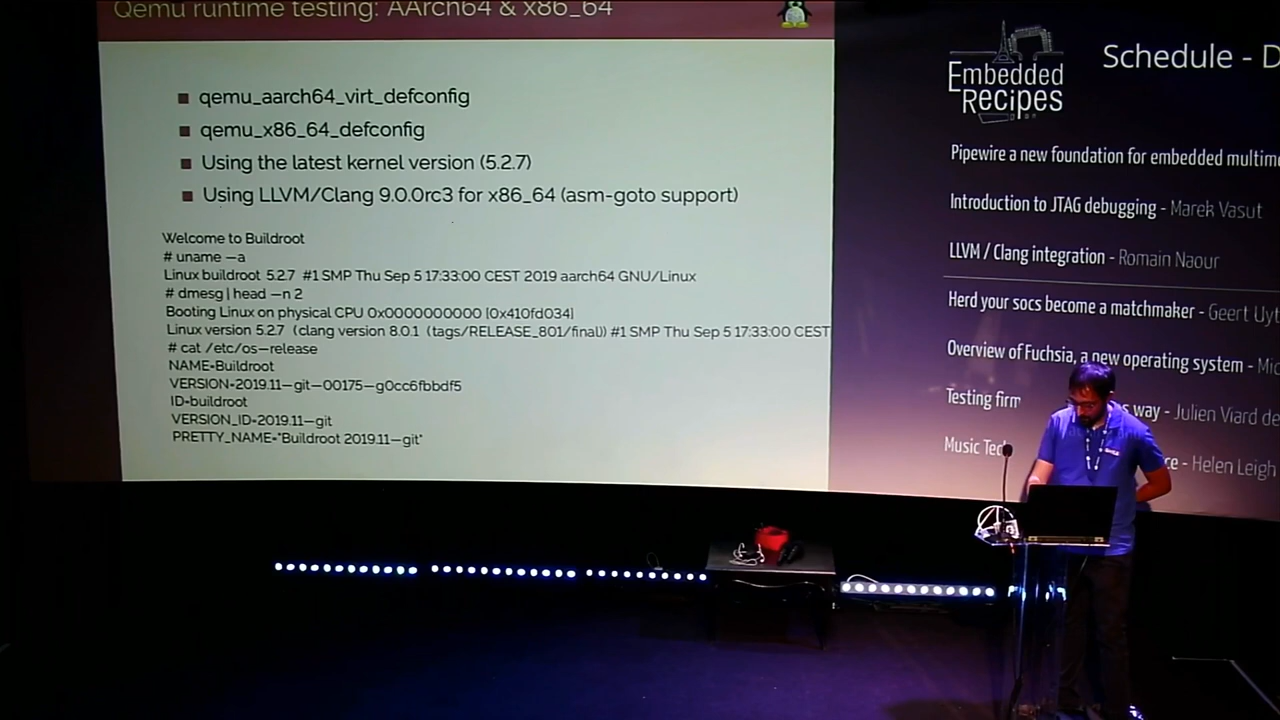 Qemu runtime testing: AArch64 & x86_64
qemu_aarch64_virt_defconfig
qemu_x86_64_defconfig
Using the latest kernel version (5.2.7)
Using LLVM/Clang 9.0.0rc3 for x86_64 (asm-goto support)
Welcome to Buildroot
# uname —a
Linux buildroot 5.2.7 #1 SMP Thu Sep 5 17:33:00 CEST 2019 aarch64 GNU/Linux
# dmesg | head —n 2
Booting Linux on physical CPU 0x0000000000 [0x410fd034]
Linux version 5.2.7 (clang version 8.0.1 (tags/RELEASE_801/final)) #1 SMP Thu Sep 5 17:33:00 CEST
# cat /etc/os—release
NAME=Buildroot
VERSION=2019.11—git—00175—g0cc6fbbdf5
ID=buildroot
VERSION_ID=2019.11—git
PRETTY_NAME="Buildroot 2019.11—git"
Embedded
Recipes
Schedule - D
Pipewire a new foundation for embedded multim
Introduction to JTAG debugging - Marek Vasut
LLVM / Clang integration - Romain Naour
Herd your socs become a matchmaker - Geert Uyt
Overview of Fuchsia, a new operating system - Mic
Testing firm s way - Julien Viard de
Music Tec ce - Helen Leigh